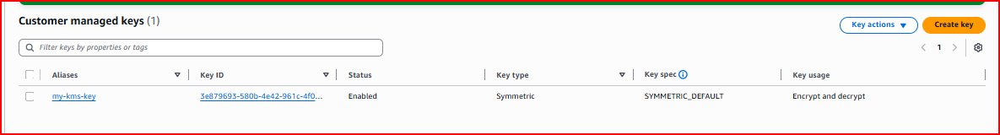 Customer managed keys (1)
Key actions
Create key
Filter keys by properties or tags
1
Aliases Key ID Status Key type Key spec Key usage
my-kms-key 3e879693-580b-4e42-961c-4f0... Enabled Symmetric SYMMETRIC_DEFAULT Encrypt and decrypt